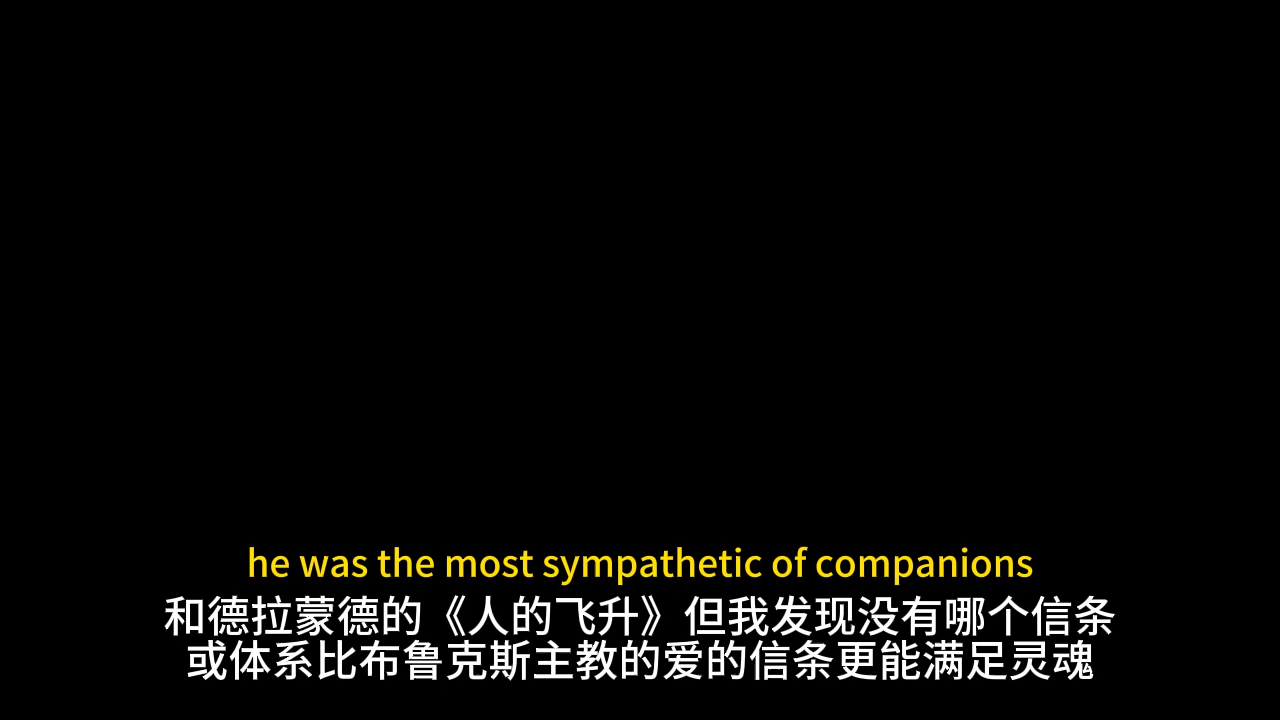 he was the most sympathetic of companions
和德拉蒙德的《人的飞升》但我发现没有哪个信条
或体系比布鲁克斯主教的爱的信条更能满足灵魂